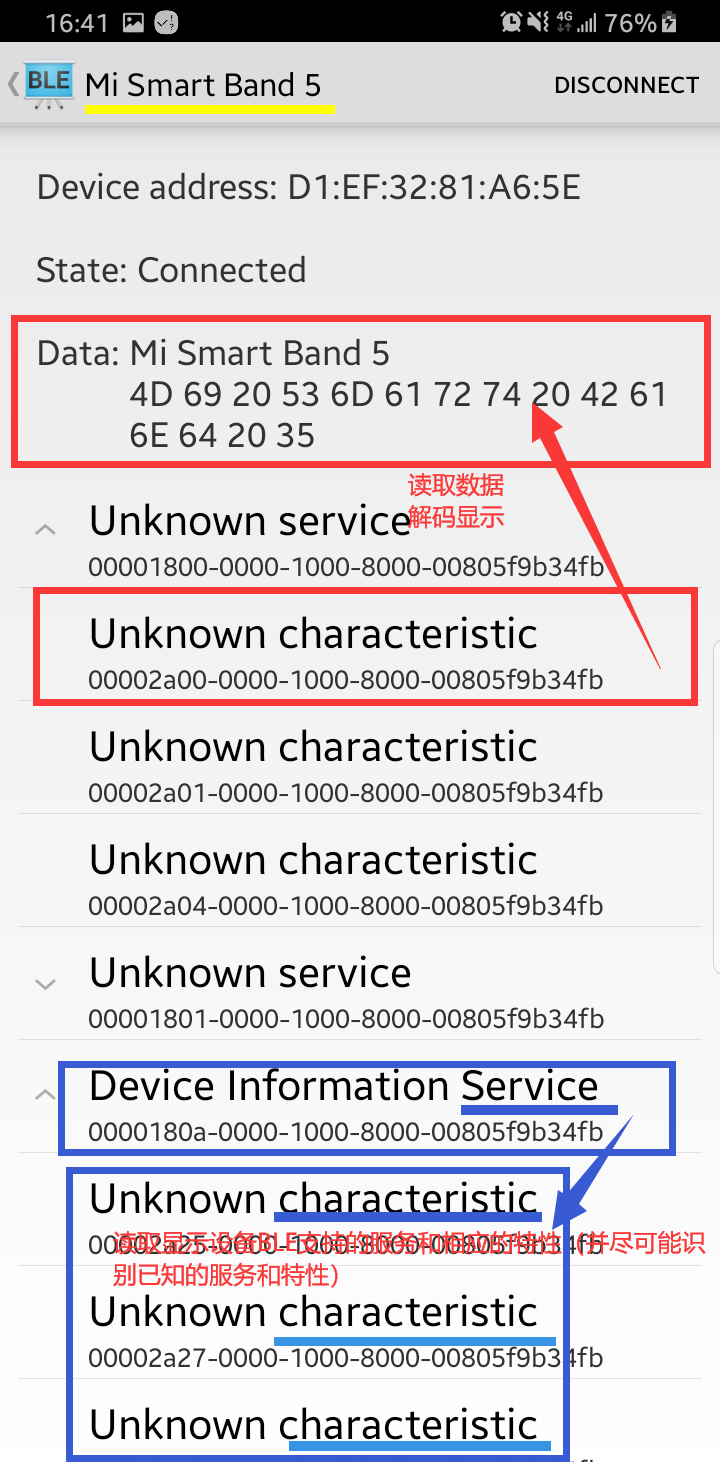 16:41
4G
76%
BLE
Mi Smart Band 5
DISCONNECT
Device address: D1:EF:32:81:A6:5E
State: Connected
Data: Mi Smart Band 5
4D 69 20 53 6D 61 72 74 20 42 61
6E 64 20 35
读取数据
解码显示
Unknown service
00001800-0000-1000-8000-00805f9b34fb
Unknown characteristic
00002a00-0000-1000-8000-00805f9b34fb
Unknown characteristic
00002a01-0000-1000-8000-00805f9b34fb
Unknown characteristic
00002a04-0000-1000-8000-00805f9b34fb
Unknown service
00001801-0000-1000-8000-00805f9b34fb
Device Information Service
0000180a-0000-1000-8000-00805f9b34fb
Unknown characteristic
00002a25-0000-1000-8000-00805f9b34fb
读取显示设备BLE支持的服务和相应的特性（并尽可能识
别已知的服务和特性）
Unknown characteristic
00002a27-0000-1000-8000-00805f9b34fb
Unknown characteristic